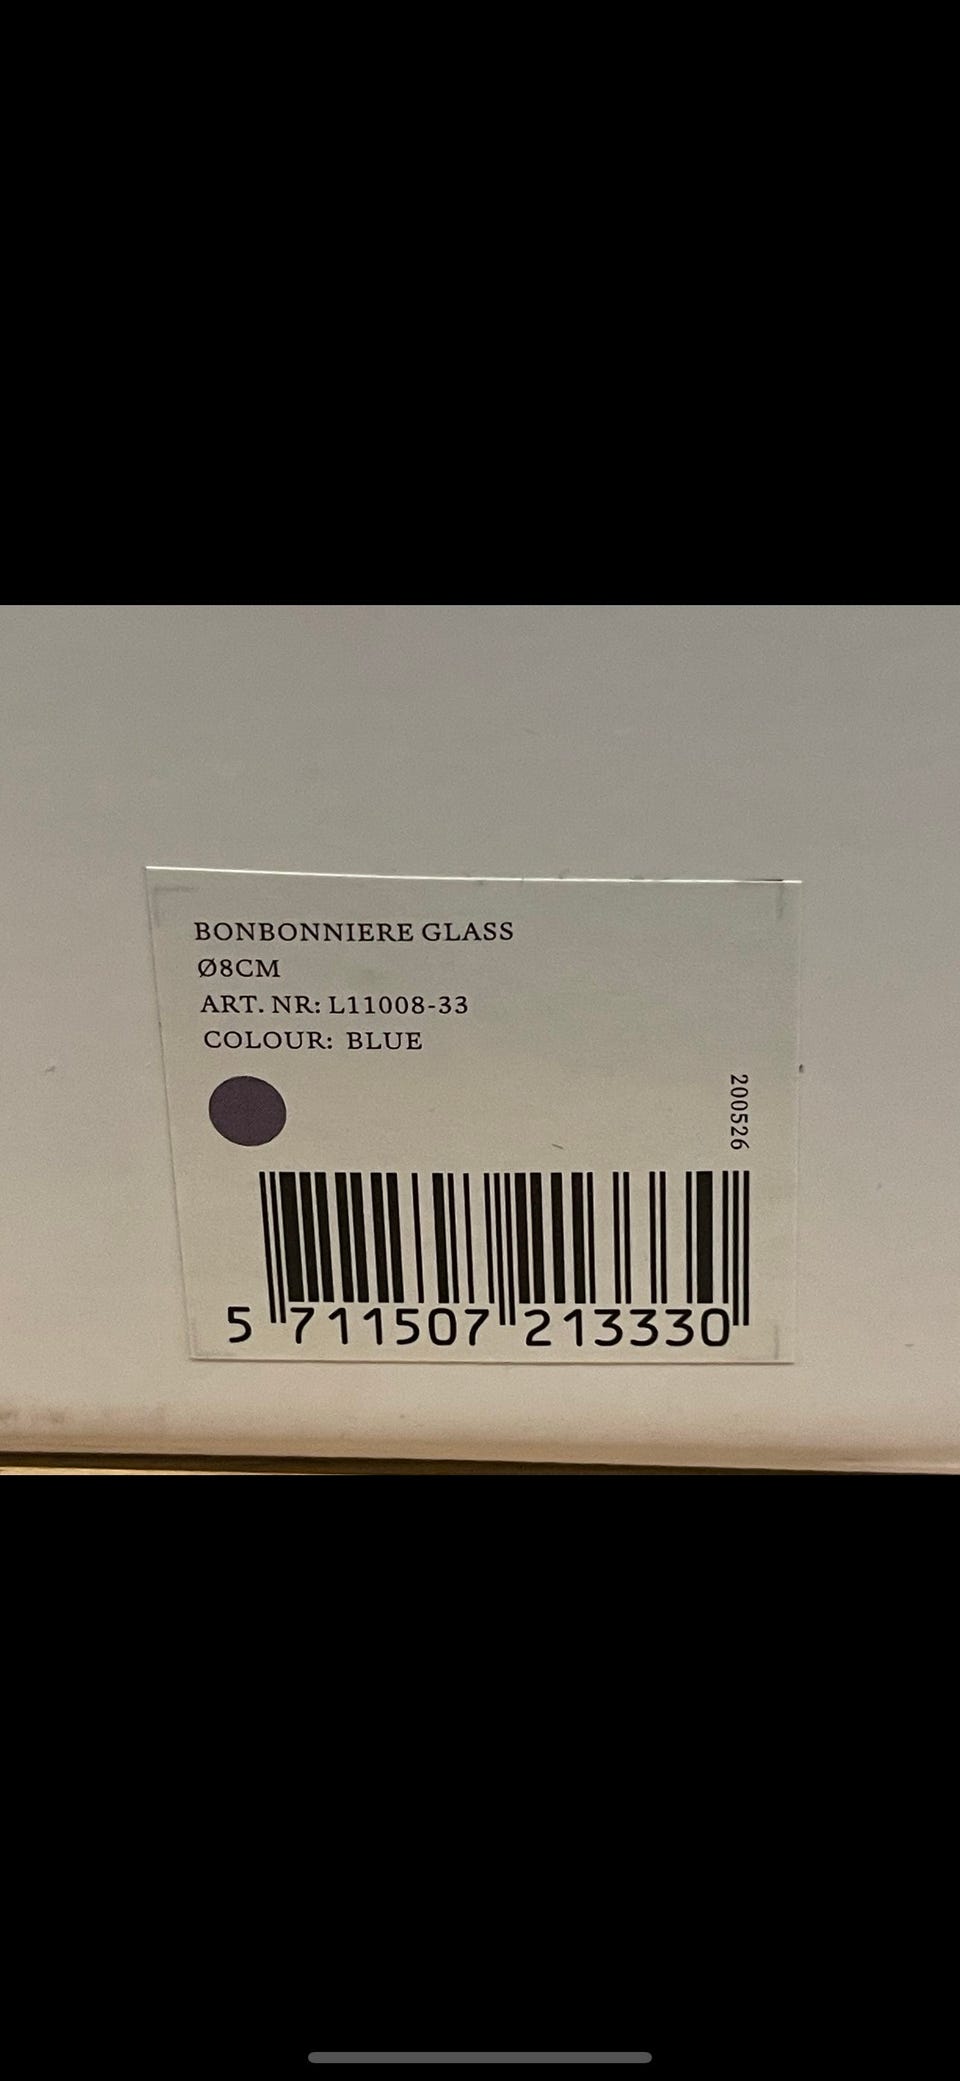 BONBONNIERE GLASS
Ø8CM
ART. NR: L11008-33
COLOUR: BLUE
200526
5 711507 213330